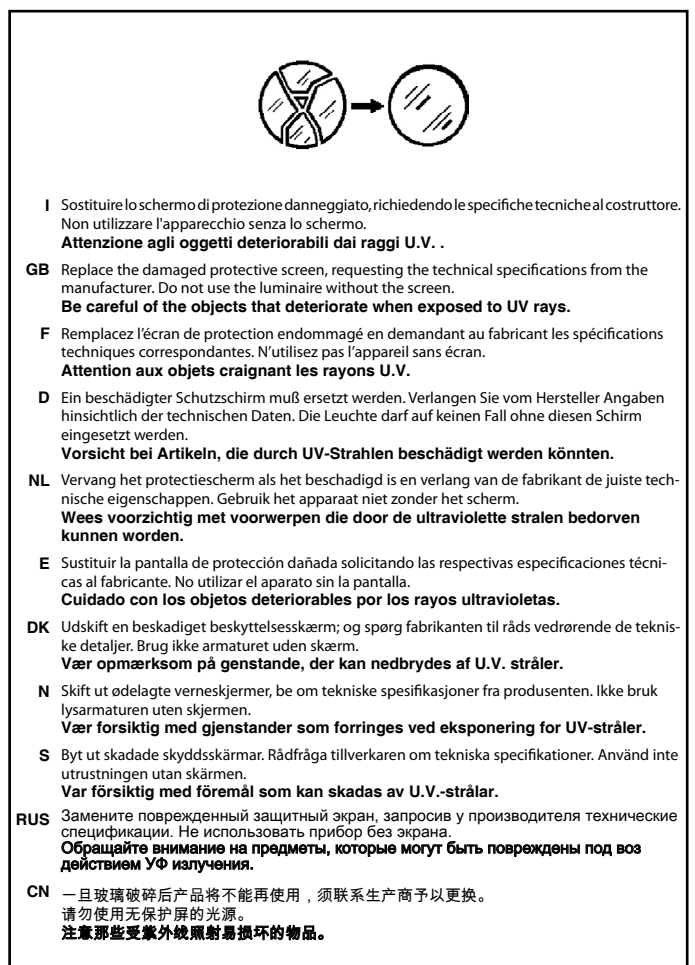 I Sostituire lo schermo di protezione danneggiato, richiedendo le specifiche tecniche al costruttore.
Non utilizzare l'apparecchio senza lo schermo.
Attenzione agli oggetti deteriorabili dai raggi U.V. .
GB Replace the damaged protective screen, requesting the technical specifications from the
manufacturer. Do not use the luminaire without the screen.
Be careful of the objects that deteriorate when exposed to UV rays.
F Remplacez l’écran de protection endommagé en demandant au fabricant les spécifications
techniques correspondantes. N’utilisez pas l’appareil sans écran.
Attention aux objets craignant les rayons U.V.
D Ein beschädigter Schutzschirm muß ersetzt werden. Verlangen Sie vom Hersteller Angaben
hinsichtlich der technischen Daten. Die Leuchte darf auf keinen Fall ohne diesen Schirm
eingesetzt werden.
Vorsicht bei Artikeln, die durch UV-Strahlen beschädigt werden könnten.
NL Vervang het protectiescherm als het beschadigd is en verlang van de fabrikant de juiste tech-
nische eigenschappen. Gebruik het apparaat niet zonder het scherm.
Wees voorzichtig met voorwerpen die door de ultraviolette stralen bedorven
kunnen worden.
E Sustituir la pantalla de protección dañada solicitando las respectivas especificaciones técni-
cas al fabricante. No utilizar el aparato sin la pantalla.
Cuidado con los objetos deteriorables por los rayos ultravioletas.
DK Udskift en beskadiget beskyttelsesskærm; og spørg fabrikanten til råds vedrørende de teknis-
ke detaljer. Brug ikke armaturet uden skærm.
Vær opmærksom på genstande, der kan nedbrydes af U.V. stråler.
N Skift ut ødelagte verneskjermer, be om tekniske spesifikasjoner fra produsenten. Ikke bruk
lysarmaturen uten skjermen.
Vær forsiktig med gjenstander som forringes ved eksponering for UV-stråler.
S Byt ut skadade skyddsskärmar. Rådfråga tillverkaren om tekniska specifikationer. Använd inte
utrustningen utan skärmen.
Var försiktig med föremål som kan skadas av U.V.-strålar.
RUS Замените поврежденный защитный экран, запросив у производителя технические
спецификации. Не использовать прибор без экрана.
Обращайте внимание на предметы, которые могут быть повреждены под воз
действием УФ излучения.
CN 一旦玻璃破碎后产品将不能再使用，须联系生产商予以更换。
请勿使用无保护屏的光源。
注意那些受紫外线照射易损坏的物品。